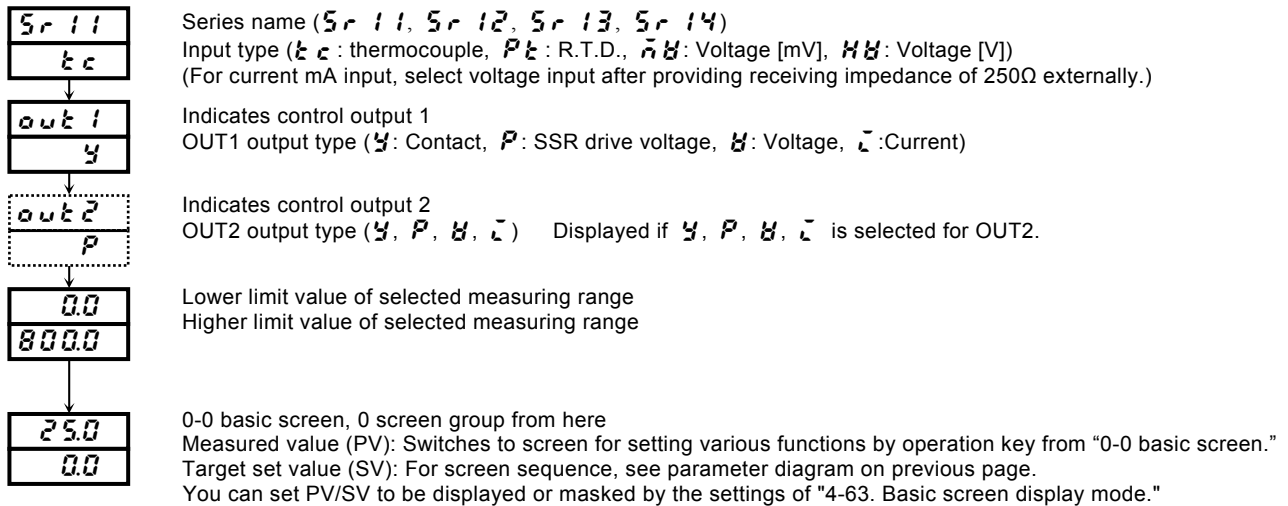 Sr 11
Series name (Sr 11, Sr 12, Sr 13, Sr 14)
tc
Input type (tc: thermocouple, Pt: R.T.D., mV: Voltage [mV], V: Voltage [V])
(For current mA input, select voltage input after providing receiving impedance of 250Ω externally.)
out 1
Indicates control output 1
Y
OUT1 output type (Y: Contact, P: SSR drive voltage, V: Voltage, i:Current)
out2
Indicates control output 2
P
OUT2 output type (Y, P, V, i) Displayed if Y, P, V, i is selected for OUT2.
0.0
Lower limit value of selected measuring range
800.0
Higher limit value of selected measuring range
25.0
0-0 basic screen, 0 screen group from here
Measured value (PV): Switches to screen for setting various functions by operation key from “0-0 basic screen.”
0.0
Target set value (SV): For screen sequence, see parameter diagram on previous page.
You can set PV/SV to be displayed or masked by the settings of "4-63. Basic screen display mode."